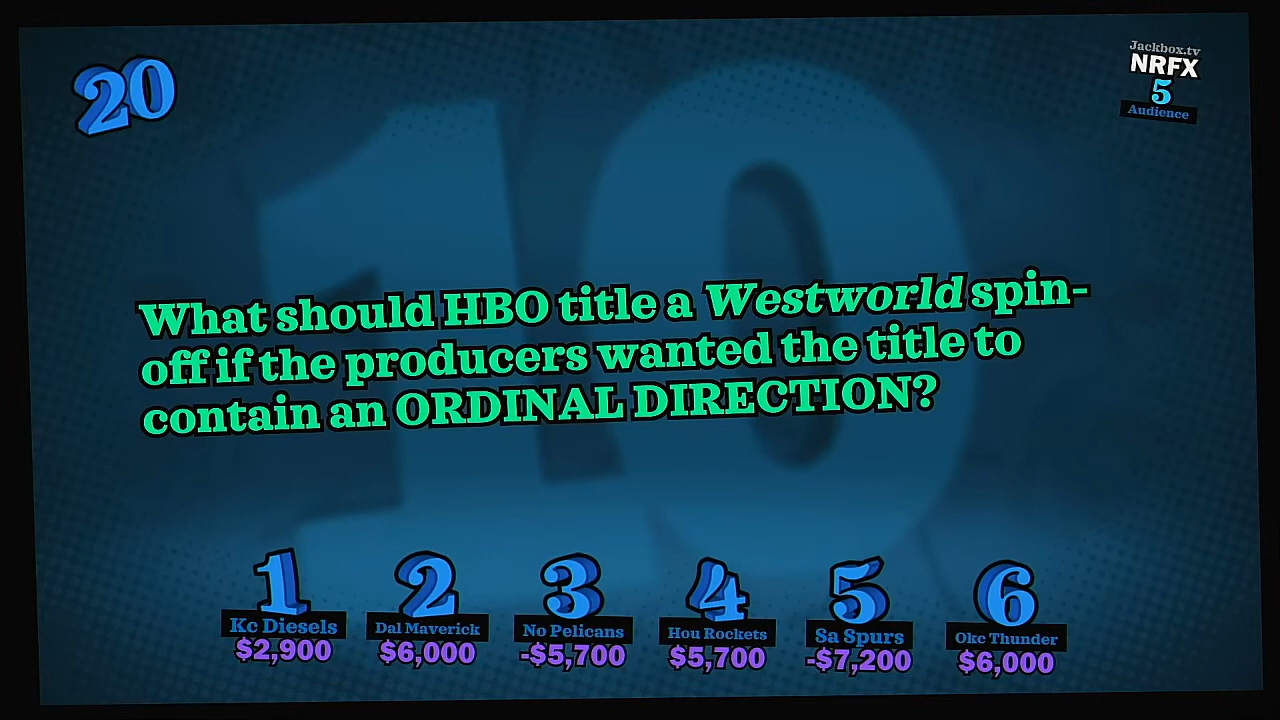 20
Jackbox.tv
NRFX
5
Audience
What should HBO title a Westworld spin-
off if the producers wanted the title to
contain an ORDINAL DIRECTION?
1
Kc Diesels
$2,900
2
Dal Maverick
$6,000
3
No Pelicans
-$5,700
4
Hou Rockets
$5,700
5
Sa Spurs
-$7,200
6
Okc Thunder
$6,000
10